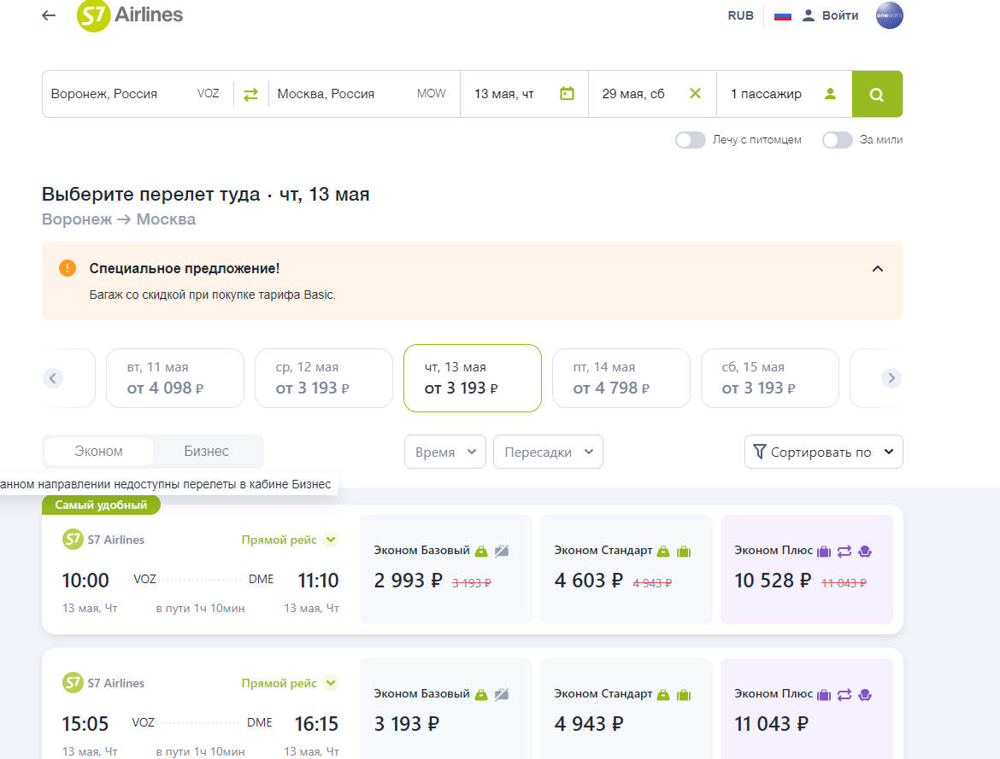 S7 Airlines
RUB
Войти
oneworld
Воронеж, Россия VOZ
Москва, Россия MOW
13 мая, чт
29 мая, сб
1 пассажир
Лечу с питомцем
За мили
Выберите перелет туда · чт, 13 мая
Воронеж → Москва
Специальное предложение!
Багаж со скидкой при покупке тарифа Basic.
вт, 11 мая
от 4 098 ₽
ср, 12 мая
от 3 193 ₽
чт, 13 мая
от 3 193 ₽
пт, 14 мая
от 4 798 ₽
сб, 15 мая
от 3 193 ₽
Эконом
Бизнес
Время
Пересадки
Сортировать по
анном направлении недоступны перелеты в кабине Бизнес
Самый удобный
S7 S7 Airlines
Прямой рейс
10:00 VOZ DME 11:10
13 мая, Чт в пути 1ч 10мин 13 мая, Чт
Эконом Базовый
2 993 ₽ 3 193 ₽
Эконом Стандарт
4 603 ₽ 4 943 ₽
Эконом Плюс
10 528 ₽ 11 043 ₽
S7 S7 Airlines
Прямой рейс
15:05 VOZ DME 16:15
13 мая, Чт в пути 1ч 10мин 13 мая, Чт
Эконом Базовый
3 193 ₽
Эконом Стандарт
4 943 ₽
Эконом Плюс
11 043 ₽